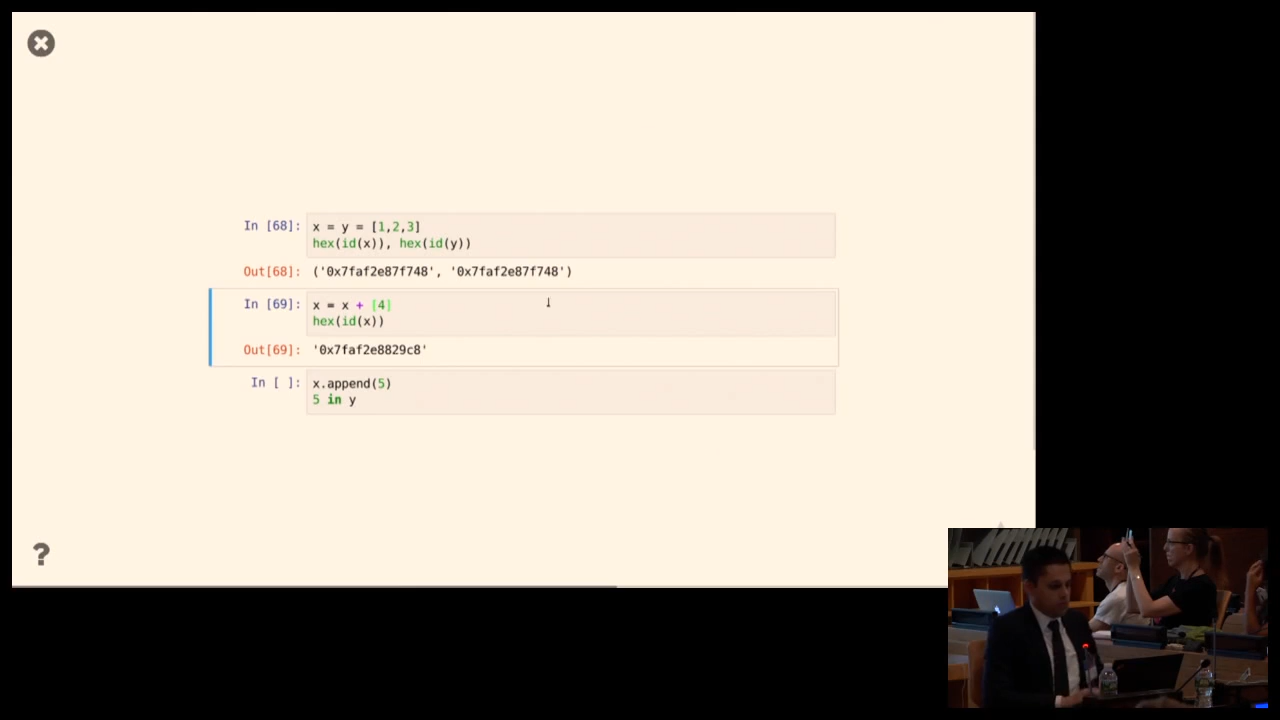 In [68]: x = y = [1,2,3]
hex(id(x)), hex(id(y))
Out[68]: ('0x7faf2e87f748', '0x7faf2e87f748')
In [69]: x = x + [4]
hex(id(x))
Out[69]: '0x7faf2e8829c8'
In [ ]: x.append(5)
5 in y
?